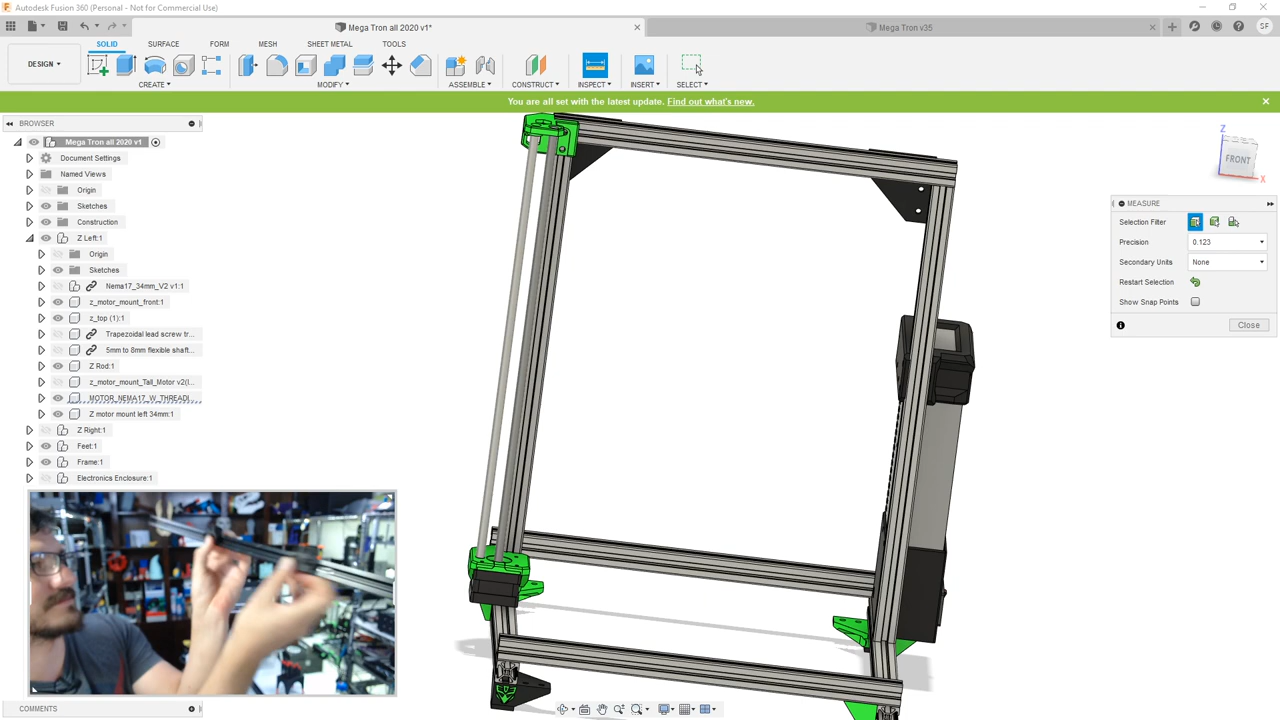 Autodesk Fusion 360 (Personal - Not for Commercial Use)
Mega Tron all 2020 v1*
Mega Tron v35
SF
DESIGN
SOLID
SURFACE
FORM
MESH
SHEET METAL
TOOLS
CREATE
MODIFY
ASSEMBLE
CONSTRUCT
INSPECT
INSERT
SELECT
You are all set with the latest update. Find out what's new.
BROWSER
Mega Tron all 2020 v1
Document Settings
Named Views
Origin
Sketches
Construction
Z Left:1
Origin
Sketches
Nema17_34mm_V2 v1:1
z_motor_mount_front:1
z_top (1):1
Trapezoidal lead screw tr...
5mm to 8mm flexible shaft...
Z Rod:1
z_motor_mount_Tall_Motor v2(l...
MOTOR_NEMA17_W_THREAD(...
Z motor mount left 34mm:1
Z Right:1
Feet:1
Frame:1
Electronics Enclosure:1
COMMENTS
Z
FRONT
X
MEASURE
Selection Filter
Precision
0.123
Secondary Units
None
Restart Selection
Show Snap Points
Close